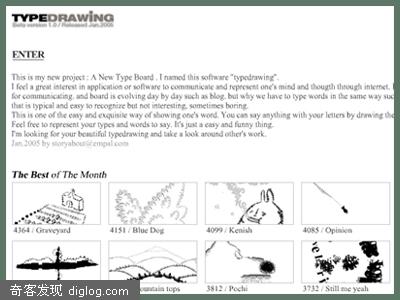 TYPEDRAWING
Beta version 1.0 / Released Jan.2005
ENTER
This is my new project : A New Type Board . I named this software "typedrawing".
I feel a great interest in application or software to communicate and represent one's mind and thougth through internet. I
for communicating. and board is evolving day by day such as blog. but why we have to type words in the same way suc
that is typical and easy to recognize but not interesting, sometimes boring.
This is one of the easy and exquisite way of showing one's word. You can say anything with your letters by drawing the
Feel free to represent your types and words to say. It's just a easy and funny thing.
I'm looking for your beautiful typedrawing and take a look around other's work.
Jan.2005 by storyabout@empal.com
The Best of The Month
4364 / Graveyard
4151 / Blue Dog
4099 / Kenish
4085 / Opinion
ountain tops
3812 / Pochi
3732 / Still me yeah
奇客发现 diglog.com